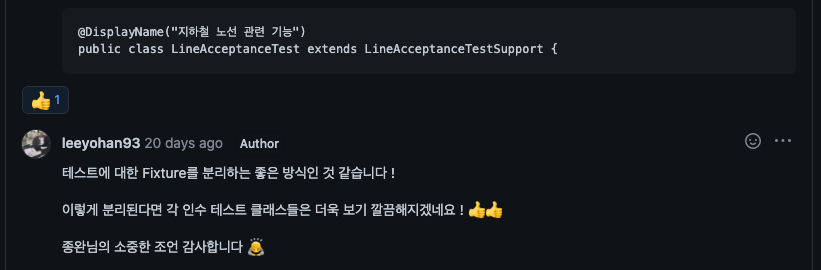 @DisplayName("지하철 노선 관련 기능")
public class LineAcceptanceTest extends LineAcceptanceTestSupport {
👍 1
leeyohan93 20 days ago Author
테스트에 대한 Fixture를 분리하는 좋은 방식인 것 같습니다 !
이렇게 분리된다면 각 인수 테스트 클래스들은 더욱 보기 깔끔해지겠네요 ! 👍👍
종완님의 소중한 조언 감사합니다 🙇